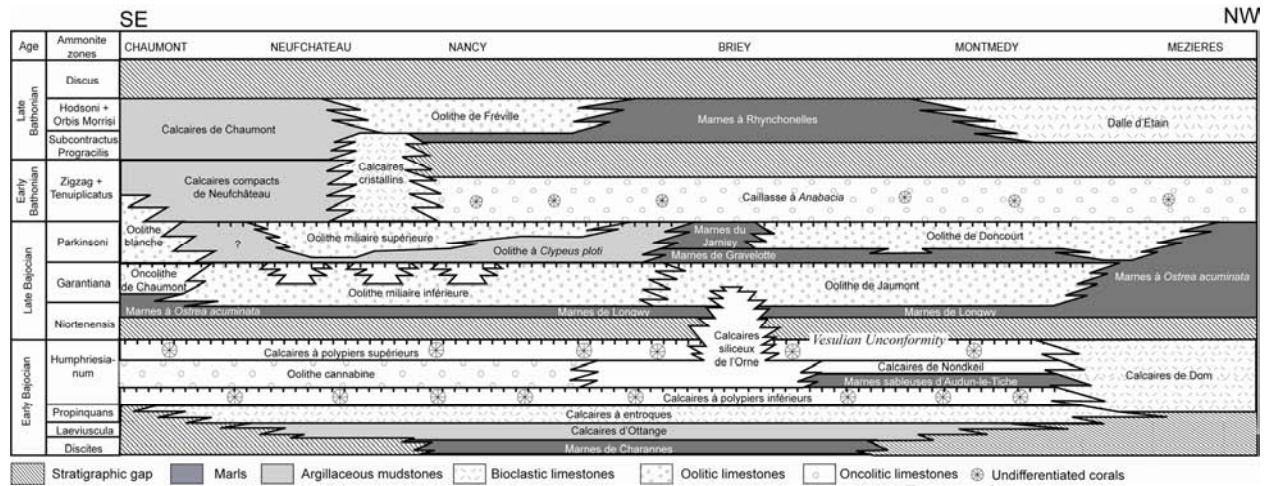 SE
NW
Age
Ammonite
zones
CHAUMONT
NEUFCHATEAU
NANCY
BRIEY
MONTMEDY
MEZIERES
Late
Bathonian
Discus
Hodsoni +
Orbis Morrisi
Subcontractus
Progracilis
Calcaires de Chaumont
Oolithe de Fréville
Marnes à Rhynchonelles
Dalle d'Etain
Early
Bathonian
Zigzag +
Tenuiplicatus
Calcaires compacts
de Neufchâteau
Calcaires
cristallins
Caillasse à Anabacia
Late Bajocian
Parkinsoni
Oolithe
blanche
?
Oolithe miliaire supérieure
Oolithe à Clypeus ploti
Marnes du
Jarnisy
Marnes de Gravelotte
Oolithe de Doncourt
Garantiana
Oncolithe
de Chaumont
Oolithe miliaire inférieure
Oolithe de Jaumont
Marnes à Ostrea acuminata
Marnes à Ostrea acuminata
Marnes de Longwy
Marnes de Longwy
Niortenensis
Early Bajocian
Humphriesia-
num
Calcaires à polypiers supérieurs
Calcaires
siliceux
de l'Orne
Vesulian Unconformity
Oolithe cannabine
Calcaires de Nondkeil
Marnes sableuses d'Audun-le-Tiche
Calcaires de Dom
Calcaires à polypiers inférieurs
Propinquans
Calcaires à entroques
Laeviuscula
Calcaires d'Ottange
Discites
Marnes de Charannes
Stratigraphic gap
Marls
Argillaceous mudstones
Bioclastic limestones
Oolitic limestones
Oncolitic limestones
Undifferentiated corals